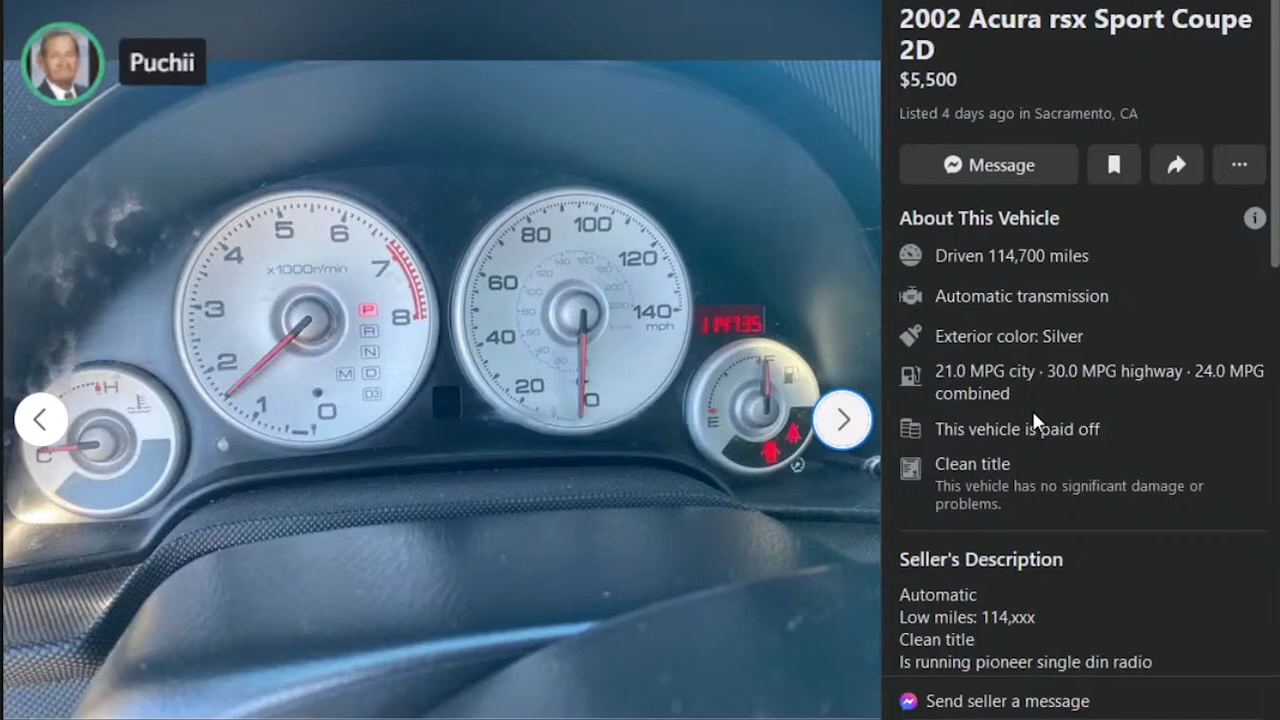 Puchii
2002 Acura rsx Sport Coupe
2D
$5,500
Listed 4 days ago in Sacramento, CA
Message
About This Vehicle
Driven 114,700 miles
Automatic transmission
Exterior color: Silver
21.0 MPG city · 30.0 MPG highway · 24.0 MPG
combined
This vehicle is paid off
Clean title
This vehicle has no significant damage or
problems.
Seller's Description
Automatic
Low miles: 114,xxx
Clean title
Is running pioneer single din radio
Send seller a message
x1000r/min
0
1
2
3
4
5
6
7
8
P
R
N
M D
D3
0
20
40
60
80
100
120
140
mph
114735
H
C
F
E